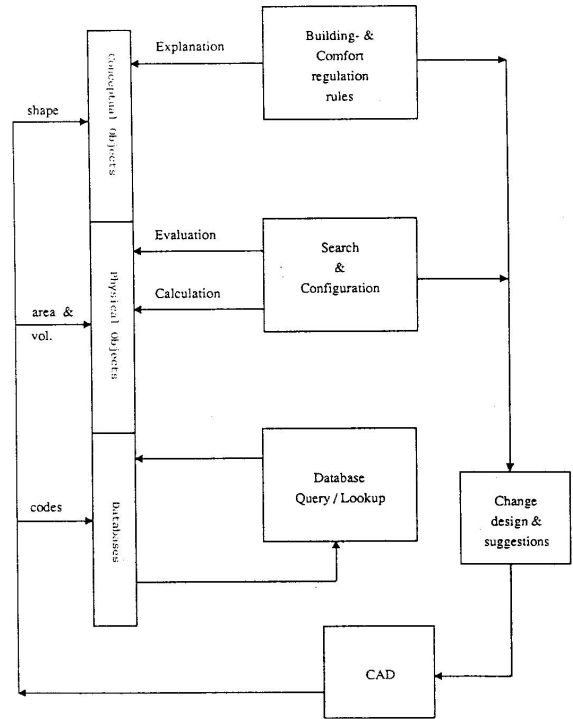 Explanation
Building- &
Comfort
regulation
rules
Conceptual Objects
shape
Evaluation
Search
&
Configuration
Calculation
Physical Objects
area &
vol.
Database
Query / Lookup
Databases
codes
Change
design &
suggestions
CAD